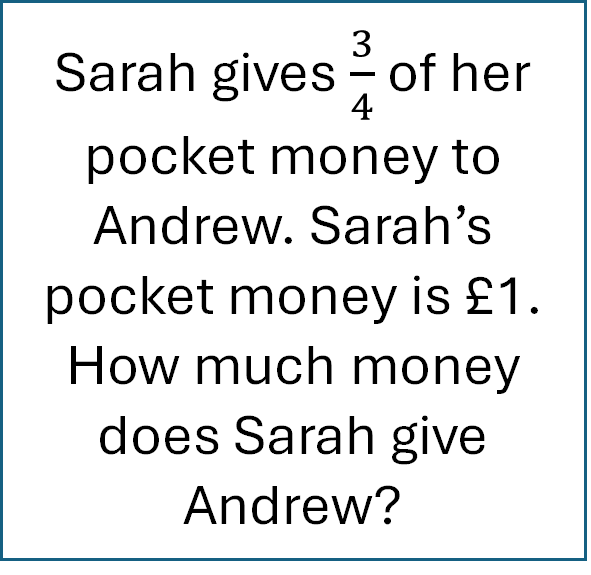 Sarah gives 3/4 of her
pocket money to
Andrew. Sarah’s
pocket money is £1.
How much money
does Sarah give
Andrew?